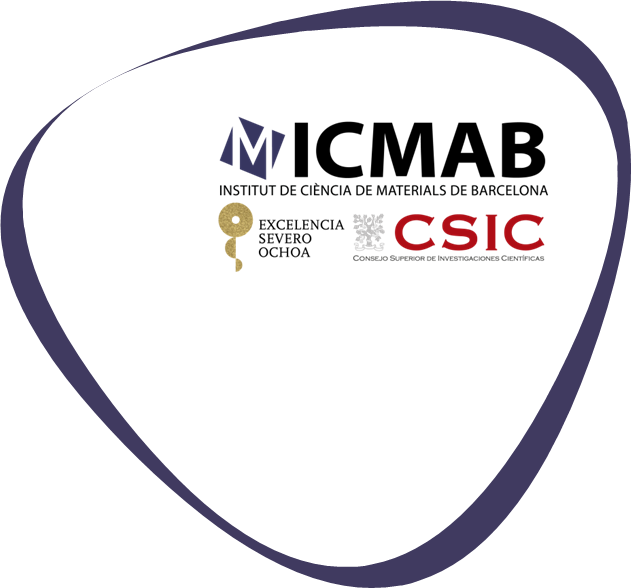 M ICMAB
INSTITUT DE CIÈNCIA DE MATERIALS DE BARCELONA
EXCELENCIA
SEVERO
OCHOA
CSIC
CONSEJO SUPERIOR DE INVESTIGACIONES CIENTÍFICAS